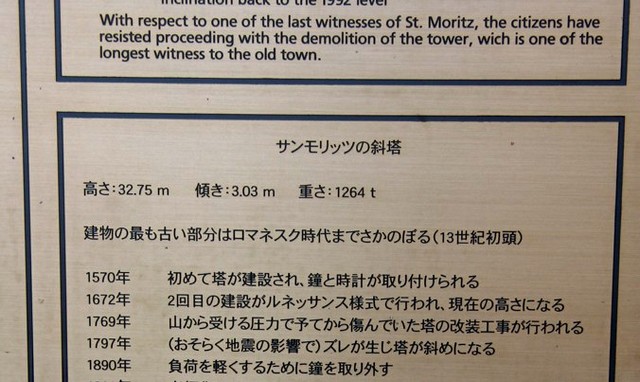 inclination back to the 1992 level
With respect to one of the last witnesses of St. Moritz, the citizens have
resisted proceeding with the demolition of the tower, wich is one of the
longest witness to the old town.
サンモリッツの斜塔
高さ:32.75 m 傾き:3.03 m 重さ:1264 t
建物の最も古い部分はロマネスク時代までさかのぼる(13世紀初頭)
1570年 初めて塔が建設され、鐘と時計が取り付けられる
1672年 2回目の建設がルネッサンス様式で行われ、現在の高さになる
1769年 山から受ける圧力で予てから傷んでいた塔の改装工事が行われる
1797年 (おそらく地震の影響で)ズレが生じ塔が斜めになる
1890年 負荷を軽くするために鐘を取り外す